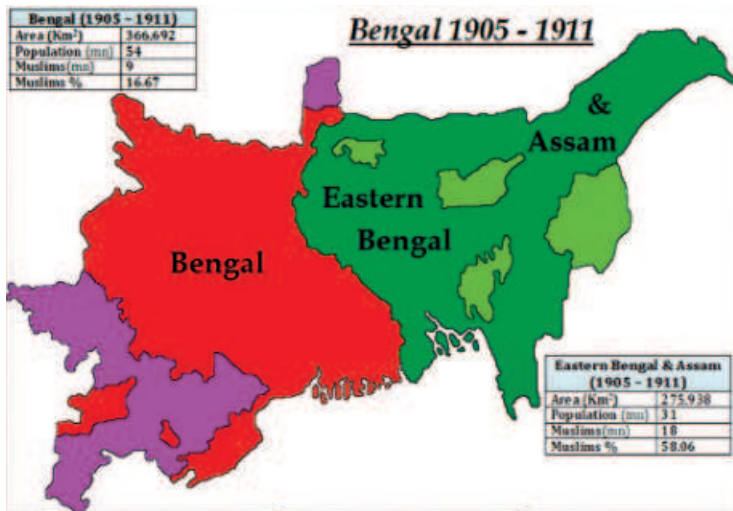 Bengal (1905 – 1911)
Area (Km²) 366,692
Population (mn) 54
Muslims(mn) 9
Muslims % 16.67
Bengal 1905 - 1911
&
Assam
Eastern
Bengal
Bengal
Eastern Bengal & Assam
(1905 – 1911)
Area (Km²) 275,938
Population (mn) 31
Muslims(mn) 18
Muslims % 58.06